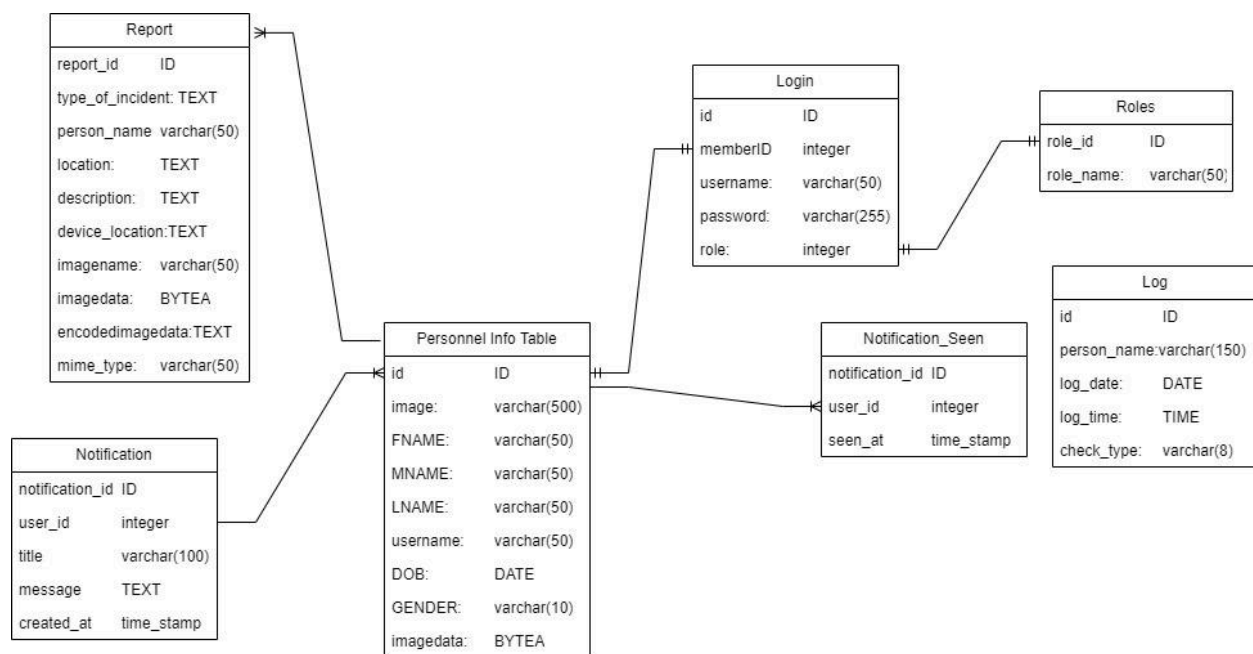 Report
report_id ID
type_of_incident: TEXT
person_name varchar(50)
location: TEXT
description: TEXT
device_location:TEXT
imagename: varchar(50)
imagedata: BYTEA
encodedimagedata:TEXT
mime_type: varchar(50)
Notification
notification_id ID
user_id integer
title varchar(100)
message TEXT
created_at time_stamp
Personnel Info Table
id ID
image: varchar(500)
FNAME: varchar(50)
MNAME: varchar(50)
LNAME: varchar(50)
username: varchar(50)
DOB: DATE
GENDER: varchar(10)
imagedata: BYTEA
Login
id ID
memberID integer
username: varchar(50)
password: varchar(255)
role: integer
Roles
role_id ID
role_name: varchar(50)
Notification_Seen
notification_id ID
user_id integer
seen_at time_stamp
Log
id ID
person_name:varchar(150)
log_date: DATE
log_time: TIME
check_type: varchar(8)